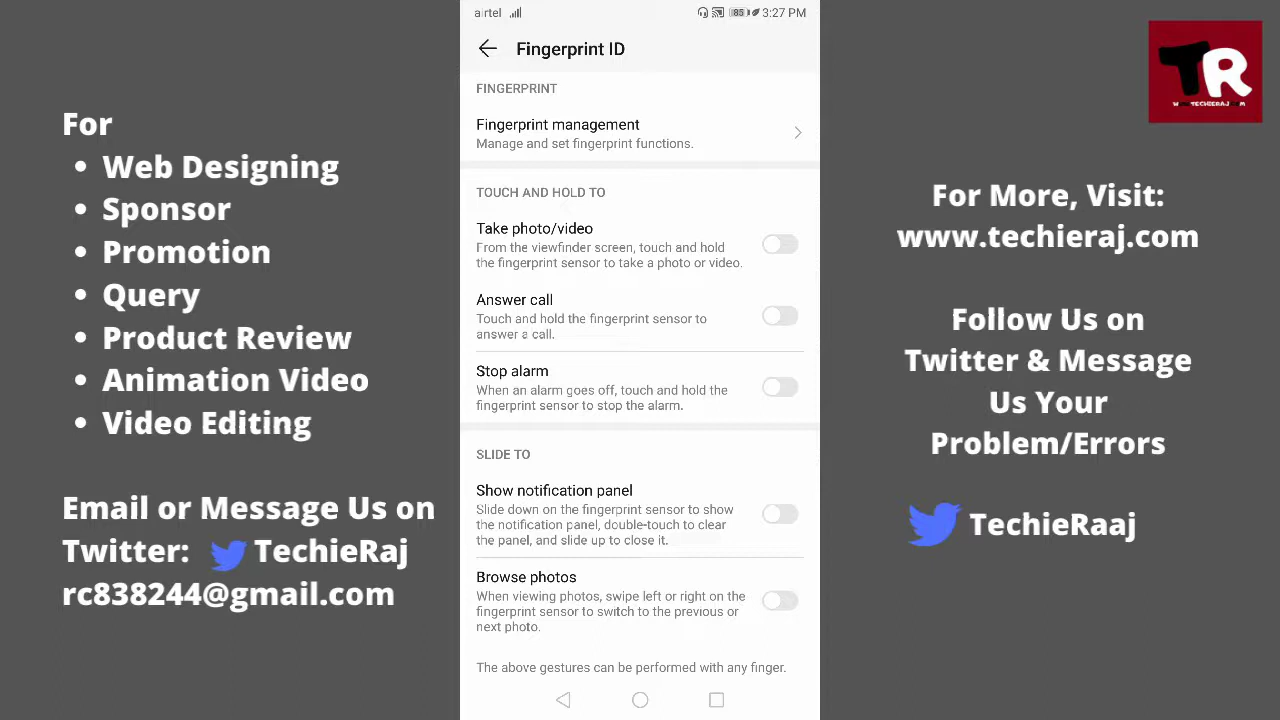 For
Web Designing
Sponsor
Promotion
Query
Product Review
Animation Video
Video Editing
Email or Message Us on
Twitter: TechieRaj
rc838244@gmail.com
airtel 85 3:27 PM
Fingerprint ID
FINGERPRINT
Fingerprint management
Manage and set fingerprint functions.
TOUCH AND HOLD TO
Take photo/video
From the viewfinder screen, touch and hold
the fingerprint sensor to take a photo or video.
Answer call
Touch and hold the fingerprint sensor to
answer a call.
Stop alarm
When an alarm goes off, touch and hold the
fingerprint sensor to stop the alarm.
SLIDE TO
Show notification panel
Slide down on the fingerprint sensor to show
the notification panel, double-touch to clear
the panel, and slide up to close it.
Browse photos
When viewing photos, swipe left or right on the
fingerprint sensor to switch to the previous or
next photo.
The above gestures can be performed with any finger.
TR
For More, Visit:
www.techieraj.com
Follow Us on
Twitter & Message
Us Your
Problem/Errors
TechieRaaj